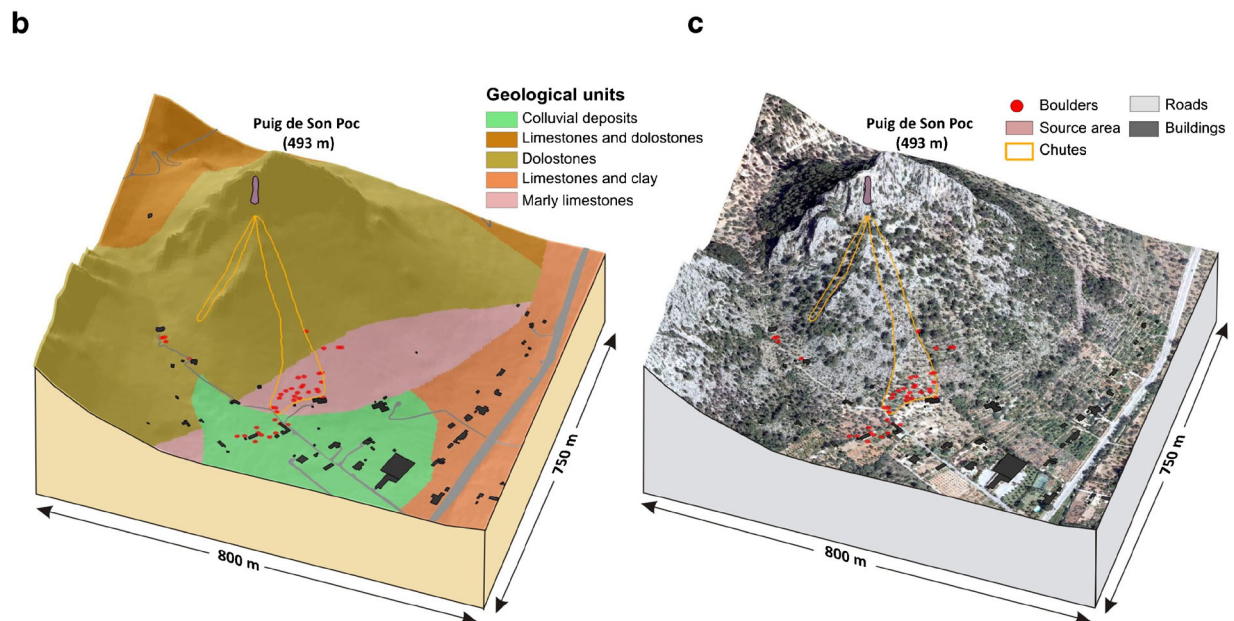 b
Puig de Son Poc
(493 m)
Geological units
Colluvial deposits
Limestones and dolostones
Dolostones
Limestones and clay
Marly limestones
800 m
750 m
c
Puig de Son Poc
(493 m)
Boulders
Source area
Chutes
Roads
Buildings
800 m
750 m